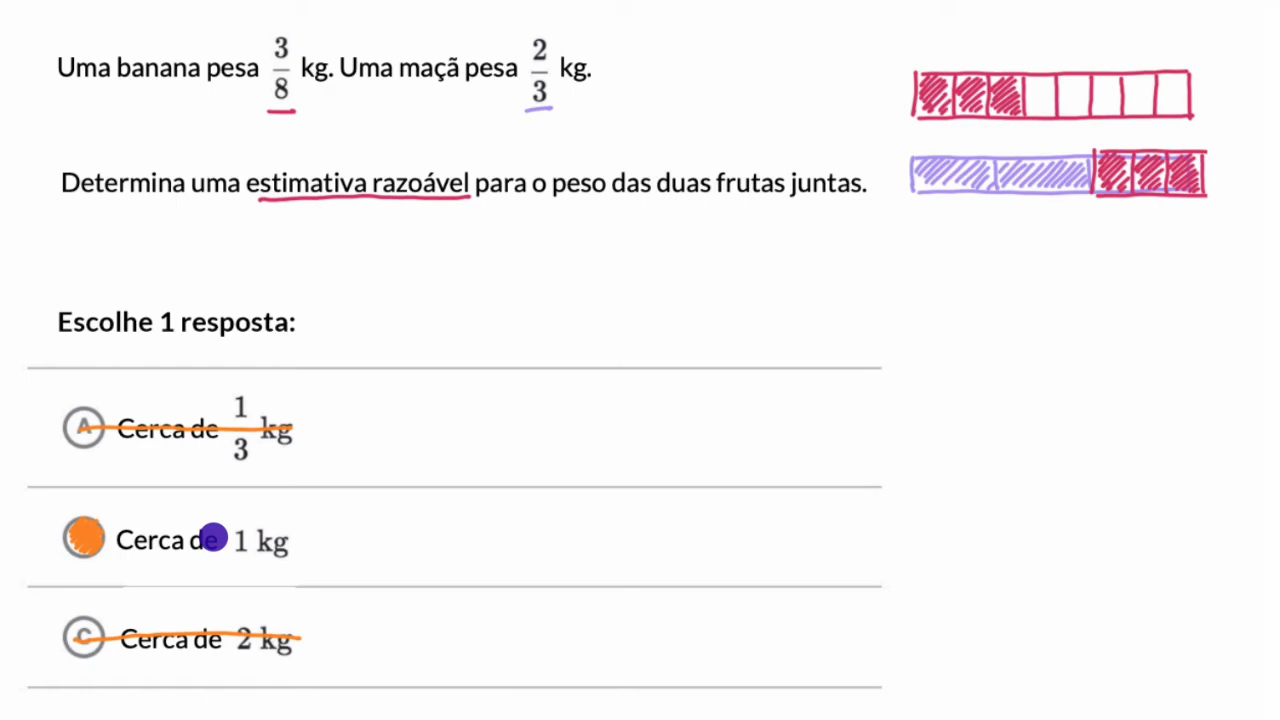 Uma banana pesa 3/8 kg. Uma maçã pesa 2/3 kg.
Determina uma estimativa razoável para o peso das duas frutas juntas.
Escolhe 1 resposta:
A Cerca de 1/3 kg
Cerca de 1 kg
C Cerca de 2 kg